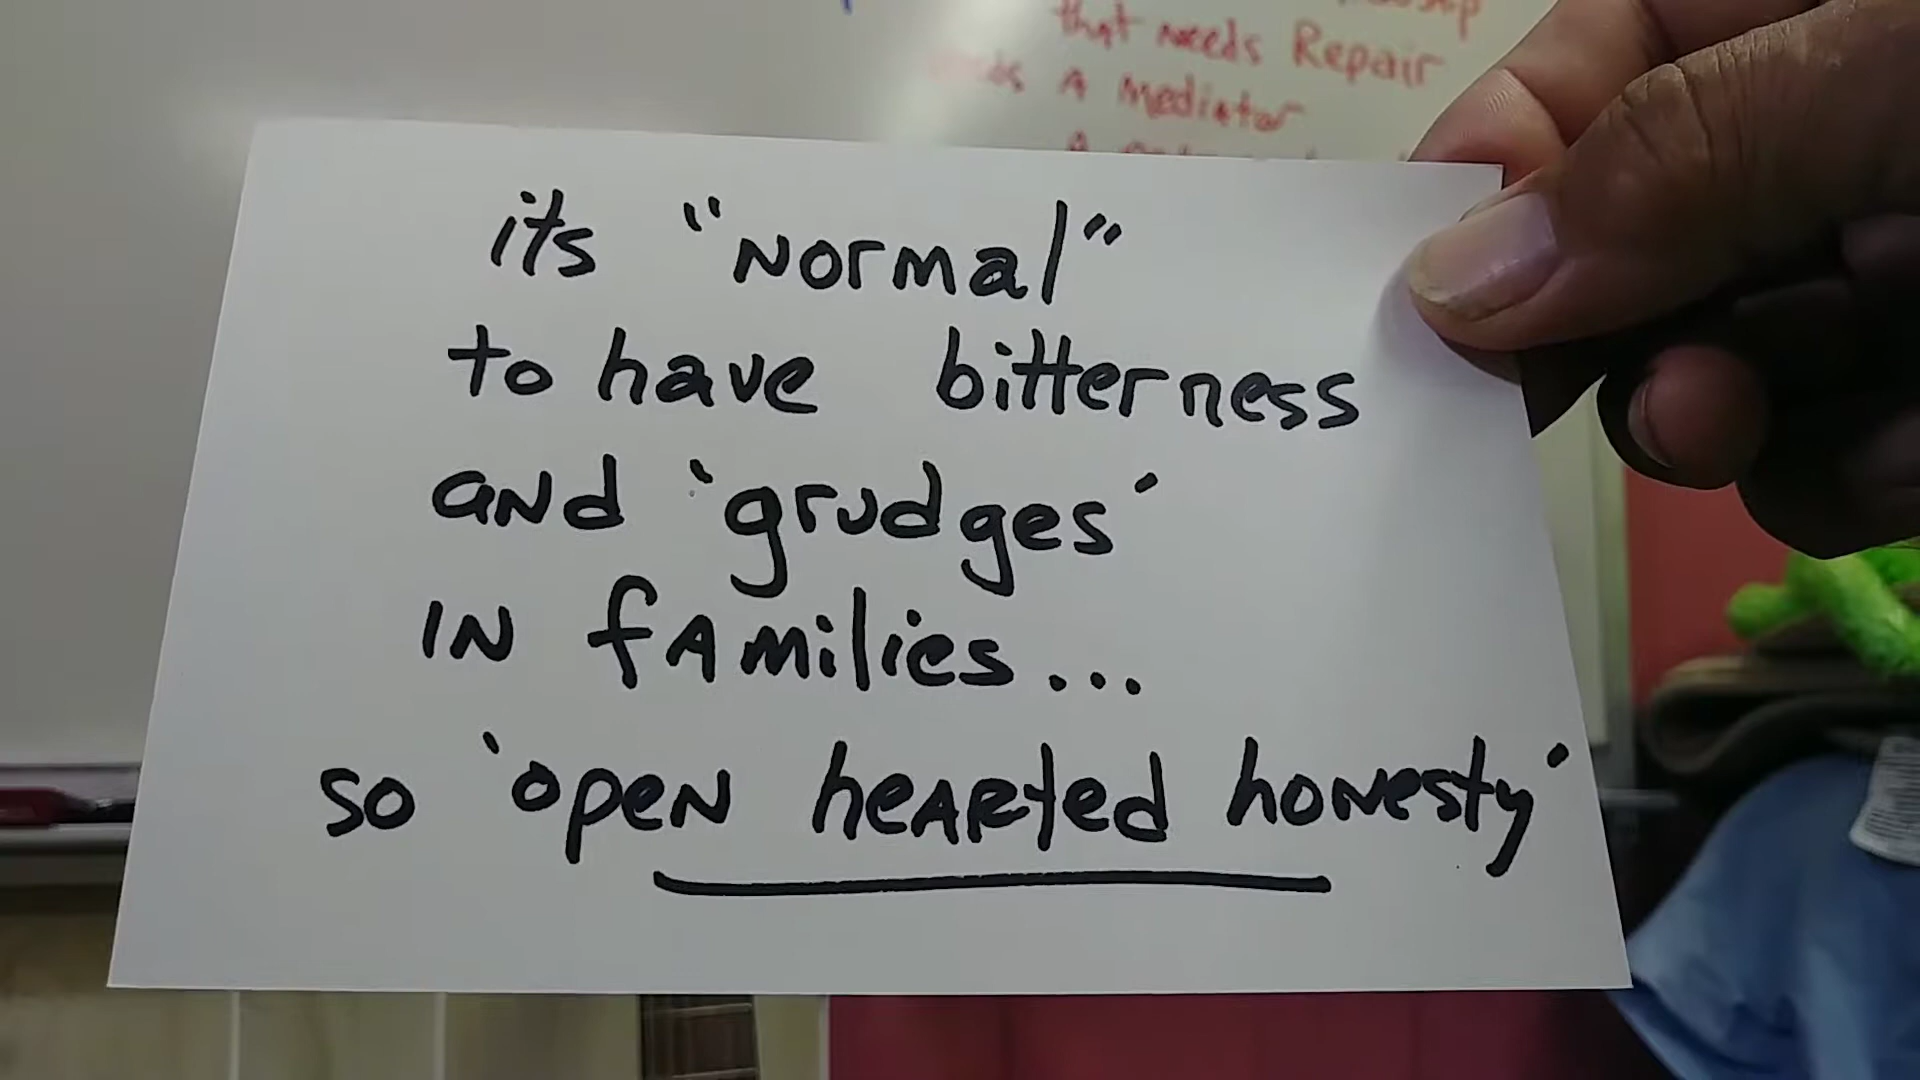 that needs Repair
A mediator
its "Normal"
to have bitterness
and 'grudges'
IN fAmilies...
so 'open heARted honesty'